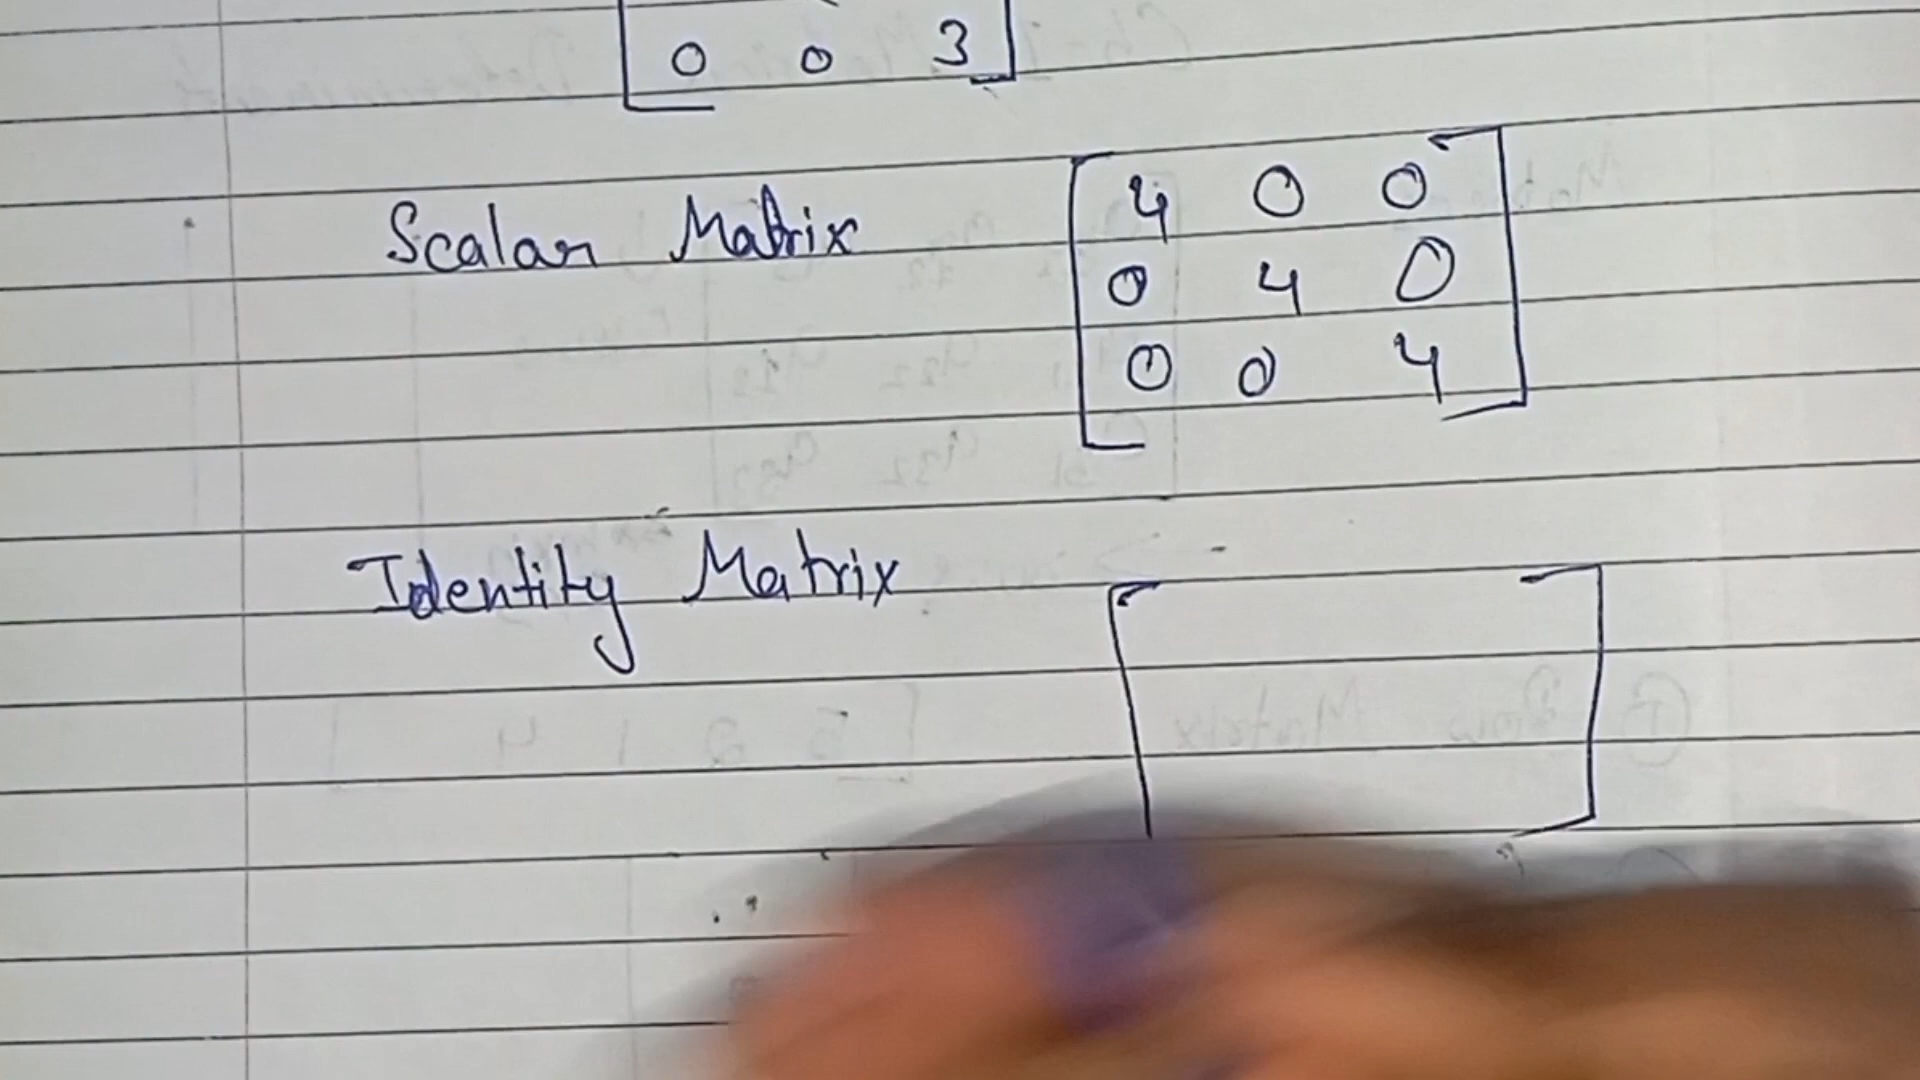 0 0 3
Scalar Matrix
4 0 0
0 4 0
0 0 4
Identity Matrix